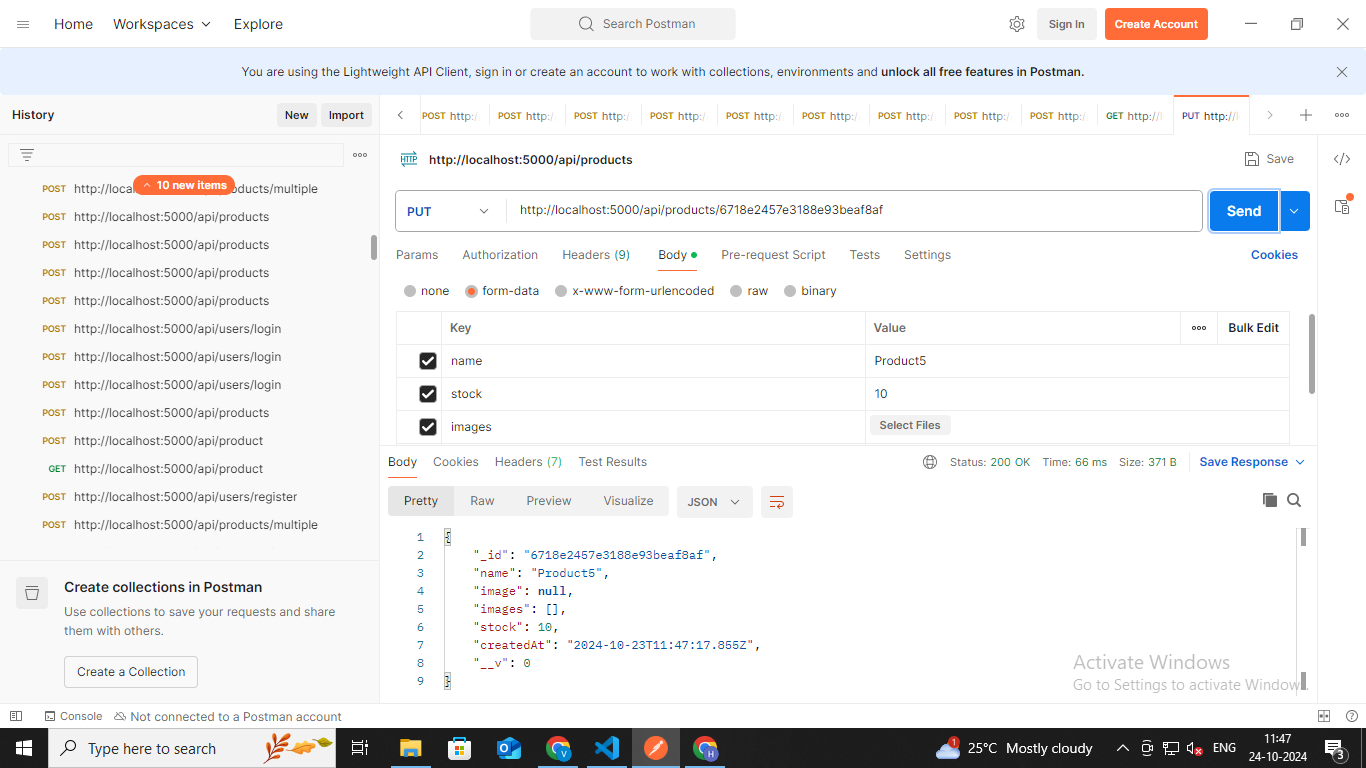 Home Workspaces Explore Search Postman Sign In Create Account
You are using the Lightweight API Client, sign in or create an account to work with collections, environments and unlock all free features in Postman.
History New Import
POST http:/ POST http:/ POST http:/ POST http:/ POST http:/ POST http:/ POST http:/ POST http:/ POST http:/ GET http:// PUT http://
http://localhost:5000/api/products Save
10 new items
POST http://loca oducts/multiple
POST http://localhost:5000/api/products
POST http://localhost:5000/api/products
POST http://localhost:5000/api/products
POST http://localhost:5000/api/products
POST http://localhost:5000/api/users/login
POST http://localhost:5000/api/users/login
POST http://localhost:5000/api/users/login
POST http://localhost:5000/api/products
POST http://localhost:5000/api/product
GET http://localhost:5000/api/product
POST http://localhost:5000/api/users/register
POST http://localhost:5000/api/products/multiple
Create collections in Postman
Use collections to save your requests and share
them with others.
Create a Collection
PUT http://localhost:5000/api/products/6718e2457e3188e93beaf8af Send
Params Authorization Headers (9) Body Pre-request Script Tests Settings Cookies
none form-data x-www-form-urlencoded raw binary
Key Value Bulk Edit
name Product5
stock 10
images Select Files
Body Cookies Headers (7) Test Results Status: 200 OK Time: 66 ms Size: 371 B Save Response
Pretty Raw Preview Visualize JSON
1 {
2 "_id": "6718e2457e3188e93beaf8af",
3 "name": "Product5",
4 "image": null,
5 "images": [],
6 "stock": 10,
7 "createdAt": "2024-10-23T11:47:17.855Z",
8 "__v": 0
9 }
Activate Windows
Go to Settings to activate Windows.
Console Not connected to a Postman account
Type here to search 1 25°C Mostly cloudy ENG 11:47
24-10-2024 3